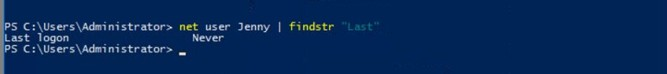 PS C:\Users\Administrator> net user Jenny | findstr "Last"
Last logon                   Never
PS C:\Users\Administrator> _